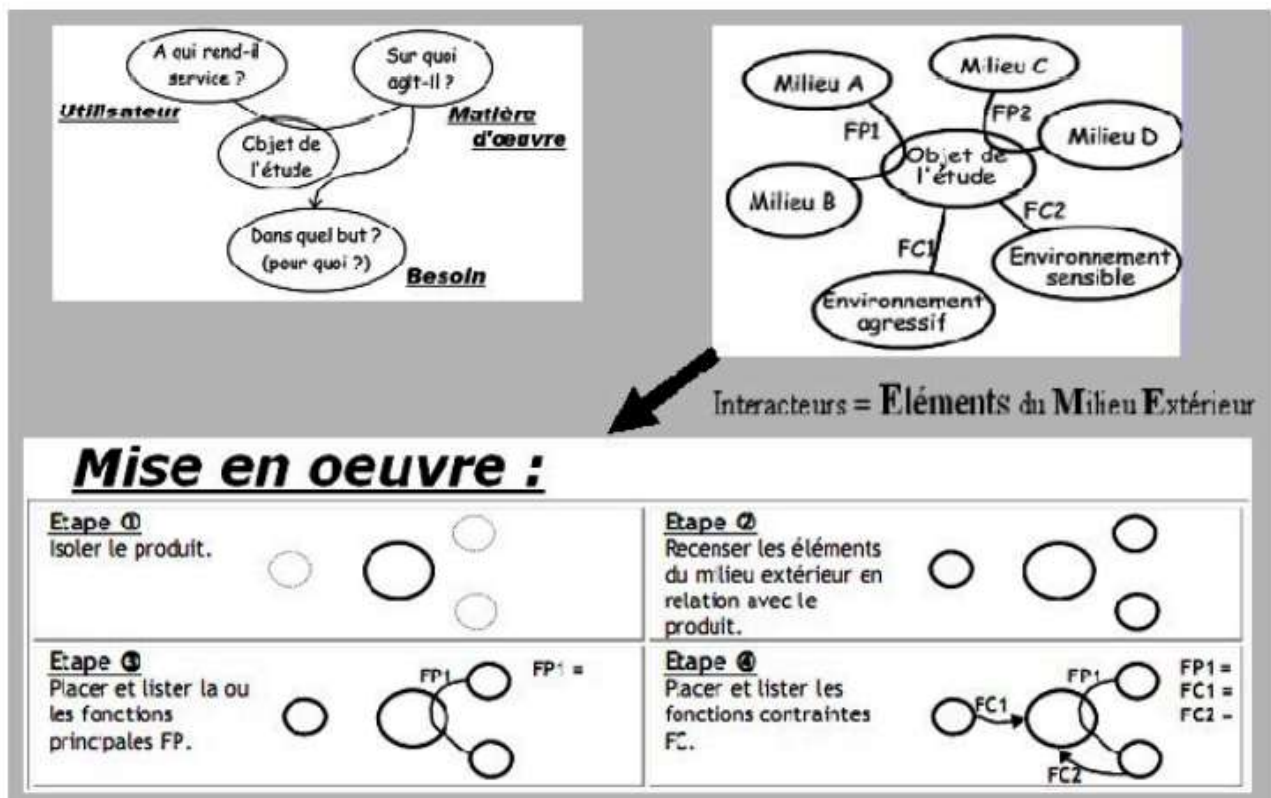 A qui rend-il
service ?
Sur quoi
agit-il ?
Utilisateur
Matière
d'œuvre
Objet de
l'étude
Dans quel but ?
(pour quoi ?)
Besoin
Milieu A
Milieu C
FP1
FP2
Milieu D
Objet de
l'étude
Milieu B
FC2
FC1
Environnement
sensible
Environnement
agressif
Interacteurs = Eléments du Milieu Extérieur
Mise en oeuvre :
Etape ①
Isoler le produit.
Etape ②
Recenser les éléments
du milieu extérieur en
relation avec le
produit.
Etape ③
Placer et lister la ou
les fonctions
principales FP.
FP1
FP1 =
Etape ④
Placer et lister les
fonctions contraintes
FC.
FC1
FP1
FC2
FP1 =
FC1 =
FC2 =